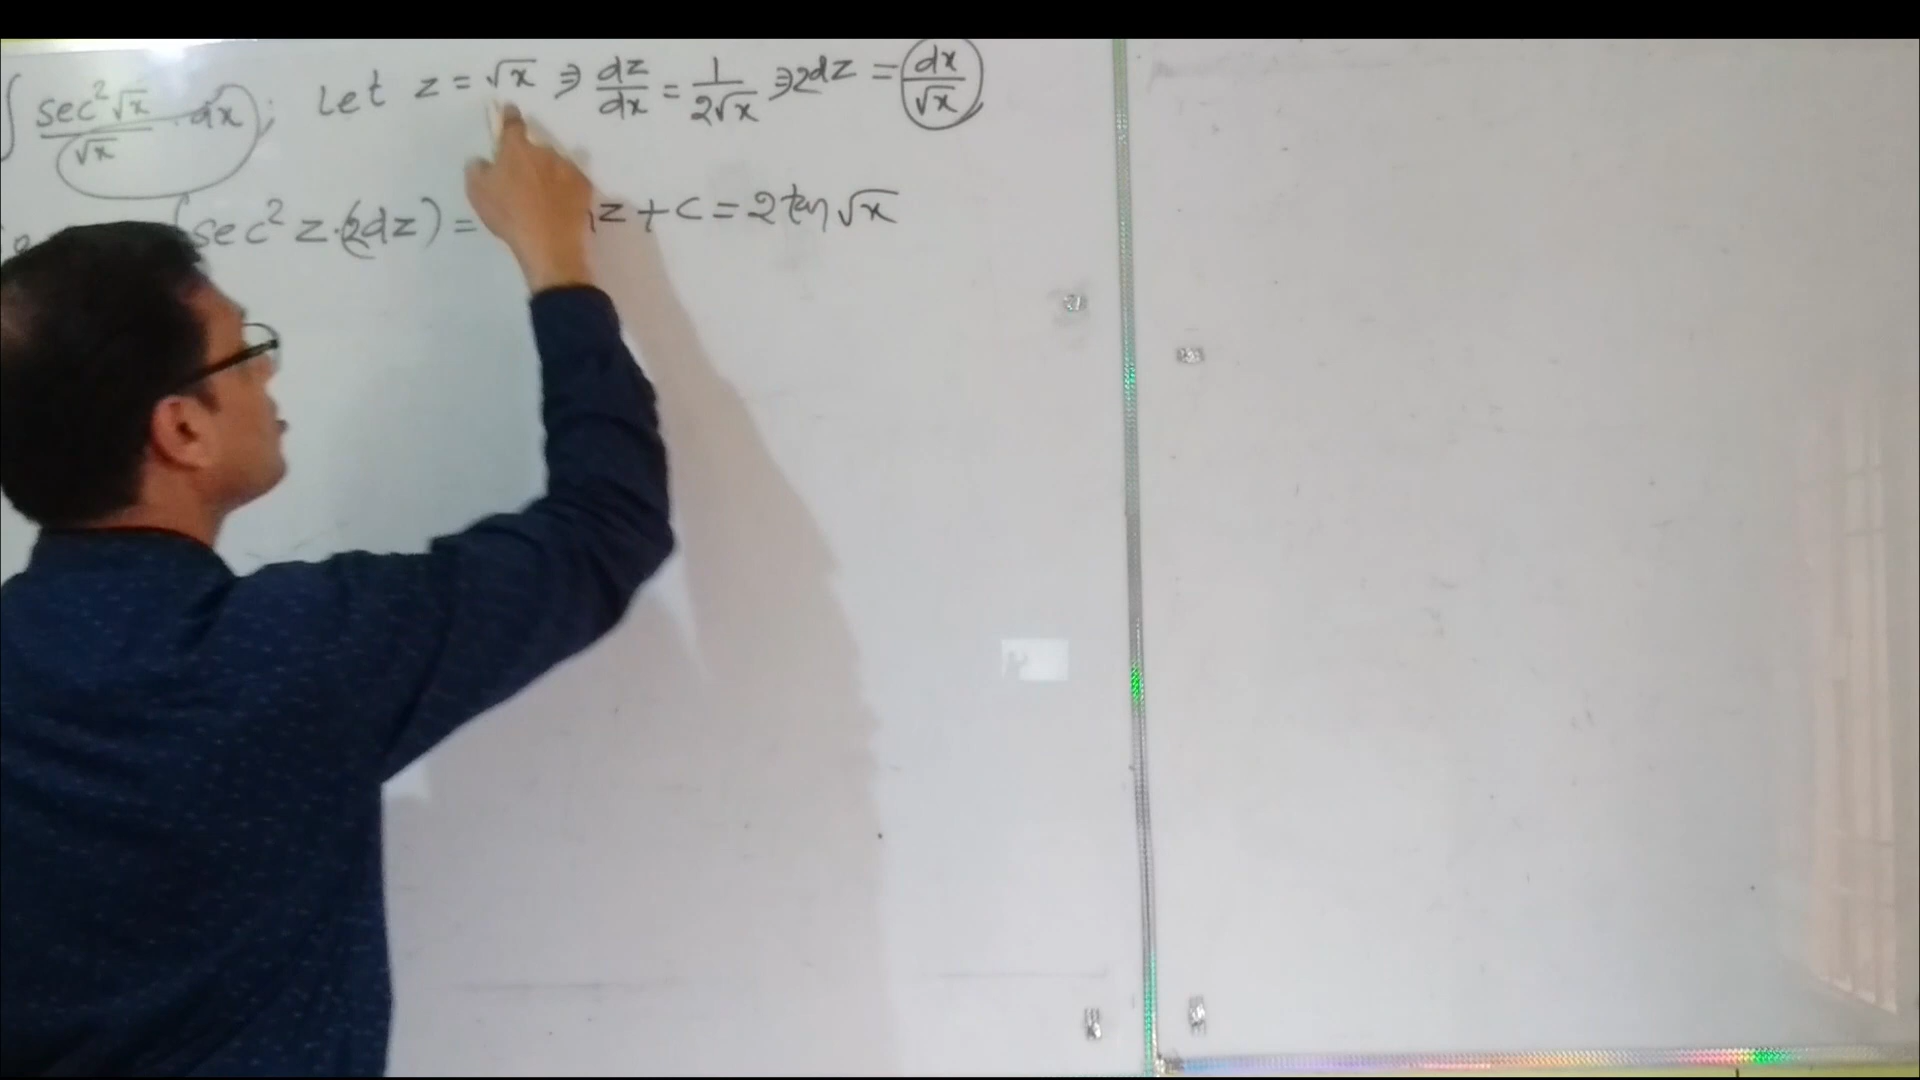 ∫ sec²√x / √x · dx ; Let z = √x ⇒ dz/dx = 1/2√x ⇒ 2dz = dx/√x
∫sec² z·(2dz) = z + c = 2 tan √x